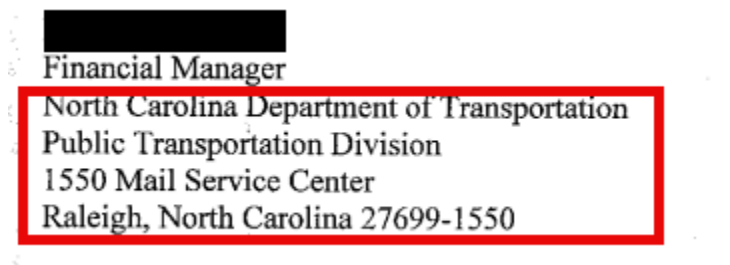 Financial Manager
North Carolina Department of Transportation
Public Transportation Division
1550 Mail Service Center
Raleigh, North Carolina 27699-1550